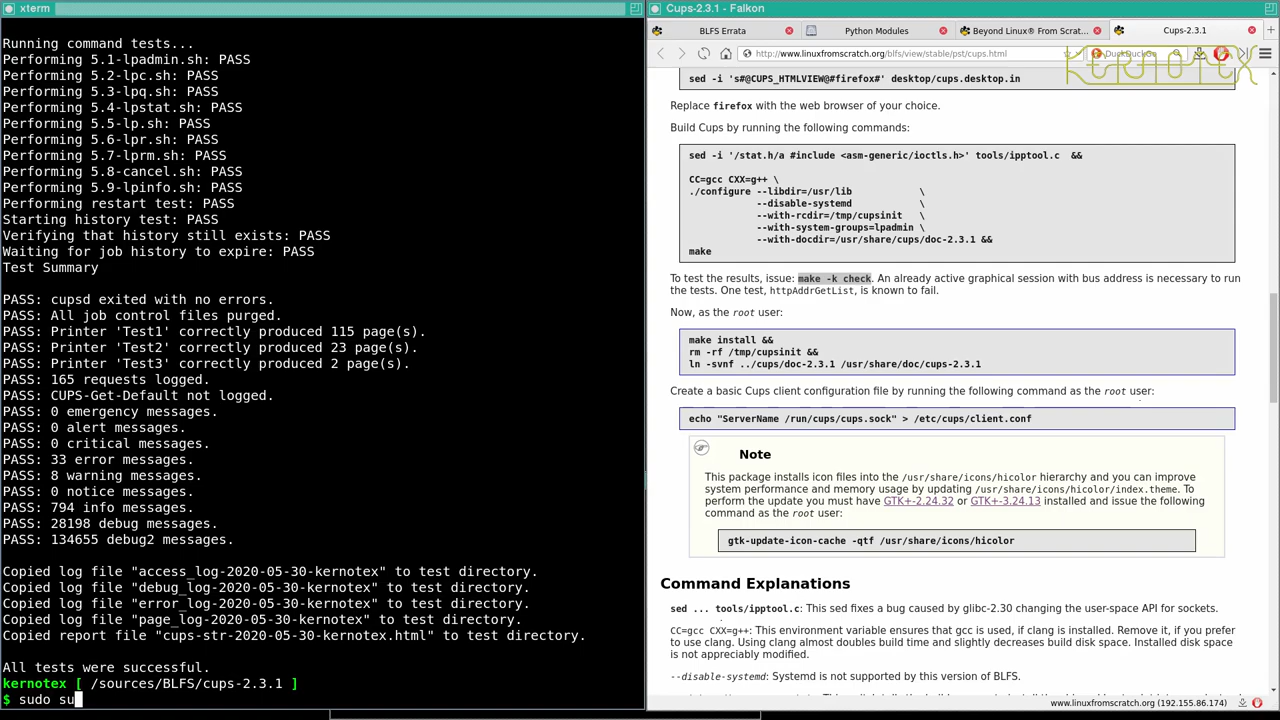 xterm
Running command tests...
Performing 5.1-lpadmin.sh: PASS
Performing 5.2-lpc.sh: PASS
Performing 5.3-lpq.sh: PASS
Performing 5.4-lpstat.sh: PASS
Performing 5.5-lp.sh: PASS
Performing 5.6-lpr.sh: PASS
Performing 5.7-lprm.sh: PASS
Performing 5.8-cancel.sh: PASS
Performing 5.9-lpinfo.sh: PASS
Performing restart test: PASS
Starting history test: PASS
Verifying that history still exists: PASS
Waiting for job history to expire: PASS
Test Summary
PASS: cupsd exited with no errors.
PASS: All job control files purged.
PASS: Printer 'Test1' correctly produced 115 page(s).
PASS: Printer 'Test2' correctly produced 23 page(s).
PASS: Printer 'Test3' correctly produced 2 page(s).
PASS: 165 requests logged.
PASS: CUPS-Get-Default not logged.
PASS: 0 emergency messages.
PASS: 0 alert messages.
PASS: 0 critical messages.
PASS: 33 error messages.
PASS: 8 warning messages.
PASS: 0 notice messages.
PASS: 794 info messages.
PASS: 28198 debug messages.
PASS: 134655 debug2 messages.
Copied log file "access_log-2020-05-30-kernotex" to test directory.
Copied log file "debug_log-2020-05-30-kernotex" to test directory.
Copied log file "error_log-2020-05-30-kernotex" to test directory.
Copied log file "page_log-2020-05-30-kernotex" to test directory.
Copied report file "cups-str-2020-05-30-kernotex.html" to test directory.
All tests were successful.
kernotex [ /sources/BLFS/cups-2.3.1 ]
$ sudo su
Cups-2.3.1 - Falkon
BLFS Errata
Python Modules
Beyond Linux® From Scrat...
Cups-2.3.1
http://www.linuxfromscratch.org/blfs/view/stable/pst/cups.html
DuckDuckGo
KERNOTEX
sed -i 's#@CUPS_HTMLVIEW@#firefox#' desktop/cups.desktop.in
Replace firefox with the web browser of your choice.
Build Cups by running the following commands:
sed -i '/stat.h/a #include <asm-generic/ioctls.h>' tools/ipptool.c &&
CC=gcc CXX=g++ \
./configure --libdir=/usr/lib \
--disable-systemd \
--with-rcdir=/tmp/cupsinit \
--with-system-groups=lpadmin \
--with-docdir=/usr/share/cups/doc-2.3.1 &&
make
To test the results, issue: make -k check. An already active graphical session with bus address is necessary to run
the tests. One test, httpAddrGetList, is known to fail.
Now, as the root user:
make install &&
rm -rf /tmp/cupsinit &&
ln -svnf ../cups/doc-2.3.1 /usr/share/doc/cups-2.3.1
Create a basic Cups client configuration file by running the following command as the root user:
echo "ServerName /run/cups/cups.sock" > /etc/cups/client.conf
Note
This package installs icon files into the /usr/share/icons/hicolor hierarchy and you can improve
system performance and memory usage by updating /usr/share/icons/hicolor/index.theme. To
perform the update you must have GTK+-2.24.32 or GTK+-3.24.13 installed and issue the following
command as the root user:
gtk-update-icon-cache -qtf /usr/share/icons/hicolor
Command Explanations
sed ... tools/ipptool.c: This sed fixes a bug caused by glibc-2.30 changing the user-space API for sockets.
CC=gcc CXX=g++: This environment variable ensures that gcc is used, if clang is installed. Remove it, if you prefer
to use clang. Using clang almost doubles build time and slightly decreases build disk space. Installed disk space
is not appreciably modified.
--disable-systemd: Systemd is not supported by this version of BLFS.
www.linuxfromscratch.org (192.155.86.174)